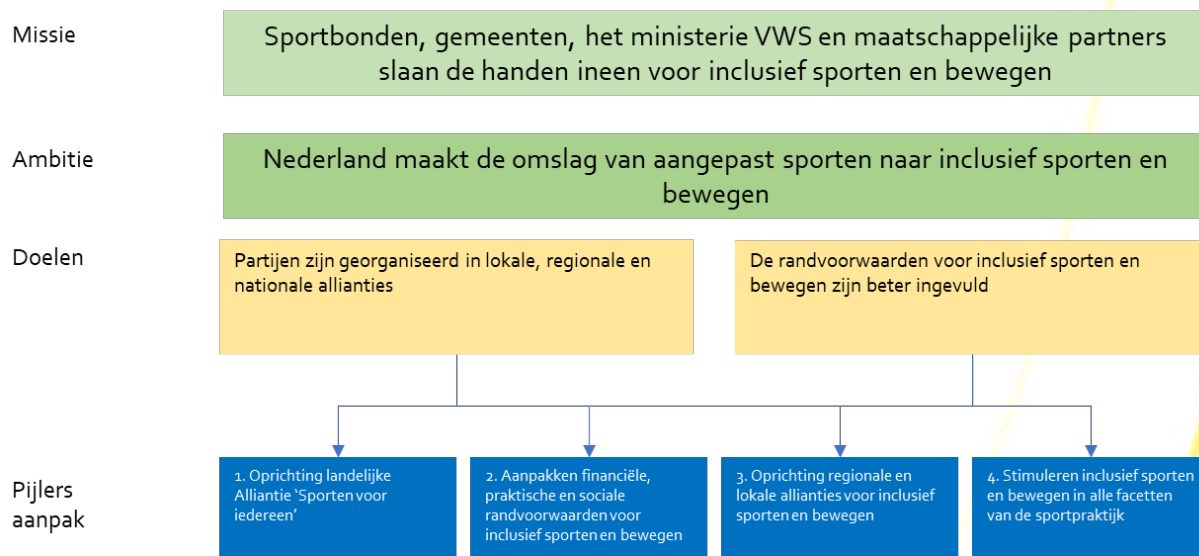 Missie
Sportbonden, gemeenten, het ministerie VWS en maatschappelijke partners
slaan de handen ineen voor inclusief sporten en bewegen
Ambitie
Nederland maakt de omslag van aangepast sporten naar inclusief sporten en
bewegen
Doelen
Partijen zijn georganiseerd in lokale, regionale en
nationale allianties
De randvoorwaarden voor inclusief sporten en
bewegen zijn beter ingevuld
Pijlers
aanpak
1. Oprichting landelijke
Alliantie ‘Sporten voor
iedereen’
2. Aanpakken financiële,
praktische en sociale
randvoorwaarden voor
inclusief sporten en bewegen
3. Oprichting regionale en
lokale allianties voor inclusief
sporten en bewegen
4. Stimuleren inclusief sporten
en bewegen in alle facetten
van de sportpraktijk